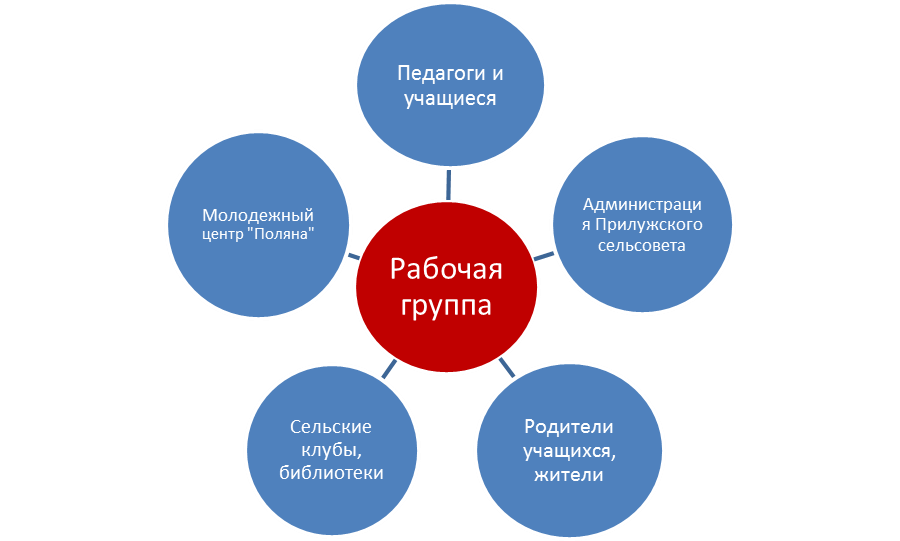 Педагоги и
учащиеся
Администраци
я Прилужского
сельсовета
Родители
учащихся,
жители
Сельские
клубы,
библиотеки
Молодежный
центр "Поляна"
Рабочая
группа